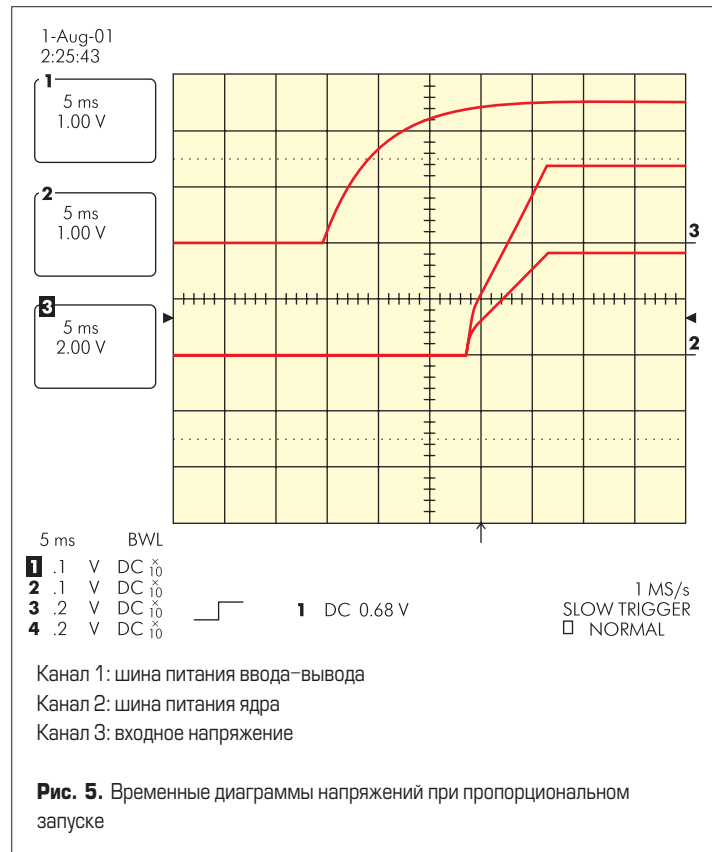 1-Aug-01
2:25:43
1
5 ms
1.00 V
2
5 ms
1.00 V
3
5 ms
2.00 V
3
2
5 ms BWL
1 .1 V DC × 10
2 .1 V DC × 10
3 .2 V DC × 10
4 .2 V DC × 10
1 DC 0.68 V
1 MS/s
SLOW TRIGGER
NORMAL
Канал 1: шина питания ввода–вывода
Канал 2: шина питания ядра
Канал 3: входное напряжение
Рис. 5. Временные диаграммы напряжений при пропорциональном
запуске